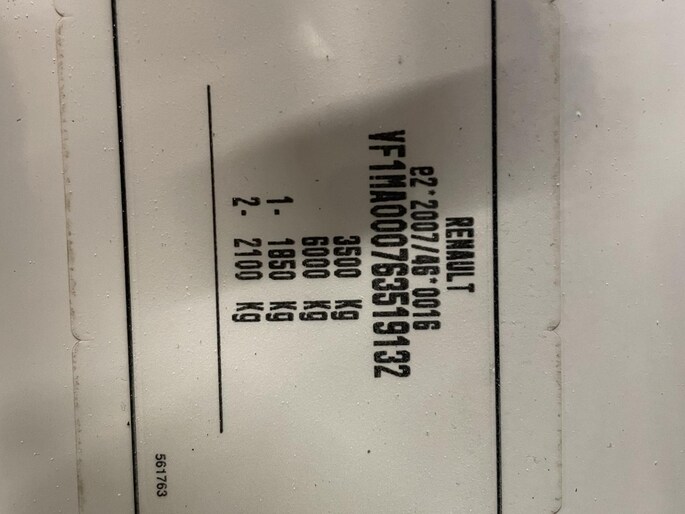 RENAULT
e2*2007/46*0016
VF1MA000763519132
3500 Kg
6000 Kg
1- 1850 Kg
2- 2100 Kg
561763